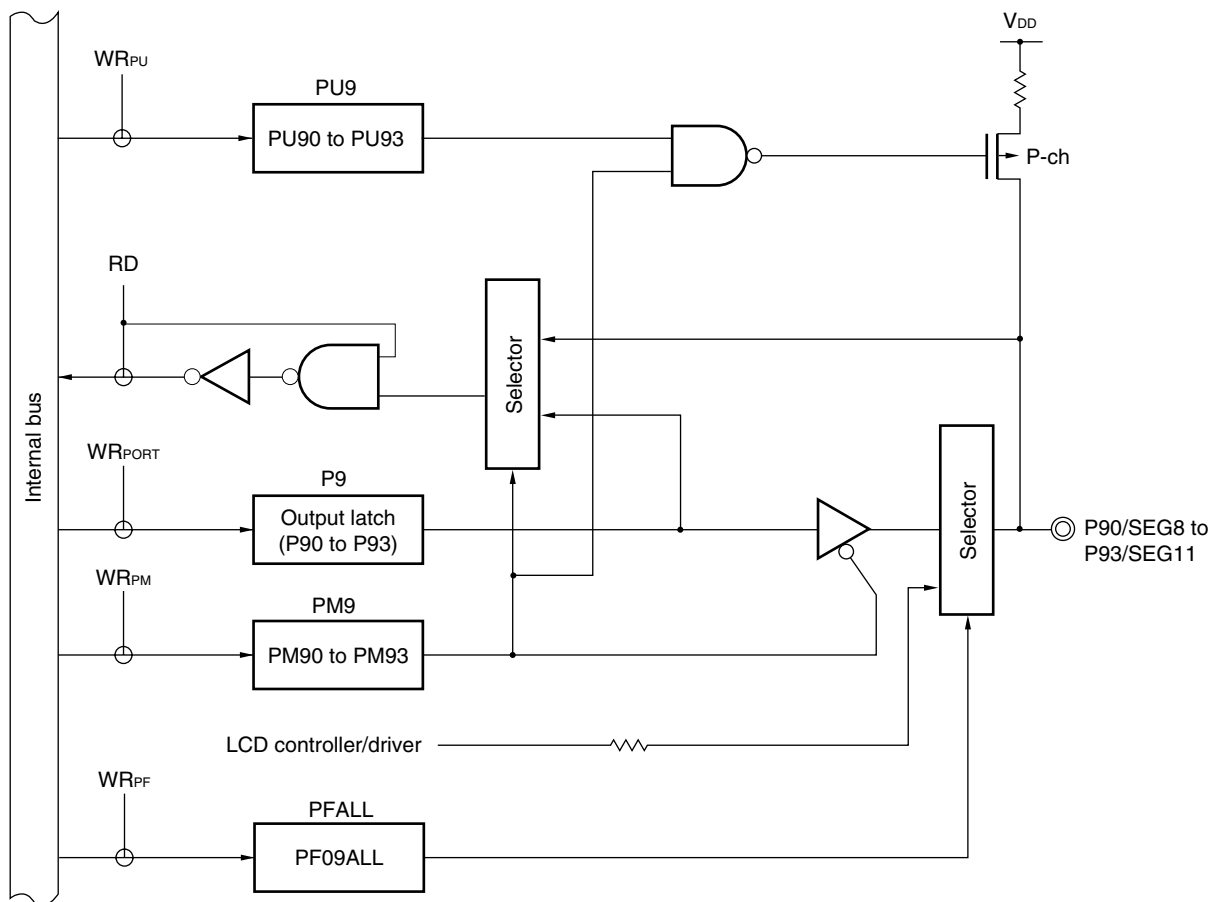 VDD
WRPU
PU9
PU90 to PU93
P-ch
RD
Selector
Internal bus
WRPORT
P9
Output latch
(P90 to P93)
Selector
P90/SEG8 to
P93/SEG11
WRPM
PM9
PM90 to PM93
LCD controller/driver
WRPF
PFALL
PF09ALL